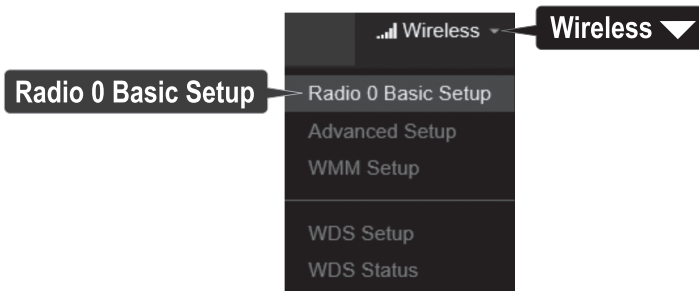 Wireless
Wireless
Radio 0 Basic Setup
Radio 0 Basic Setup
Advanced Setup
WMM Setup
WDS Setup
WDS Status